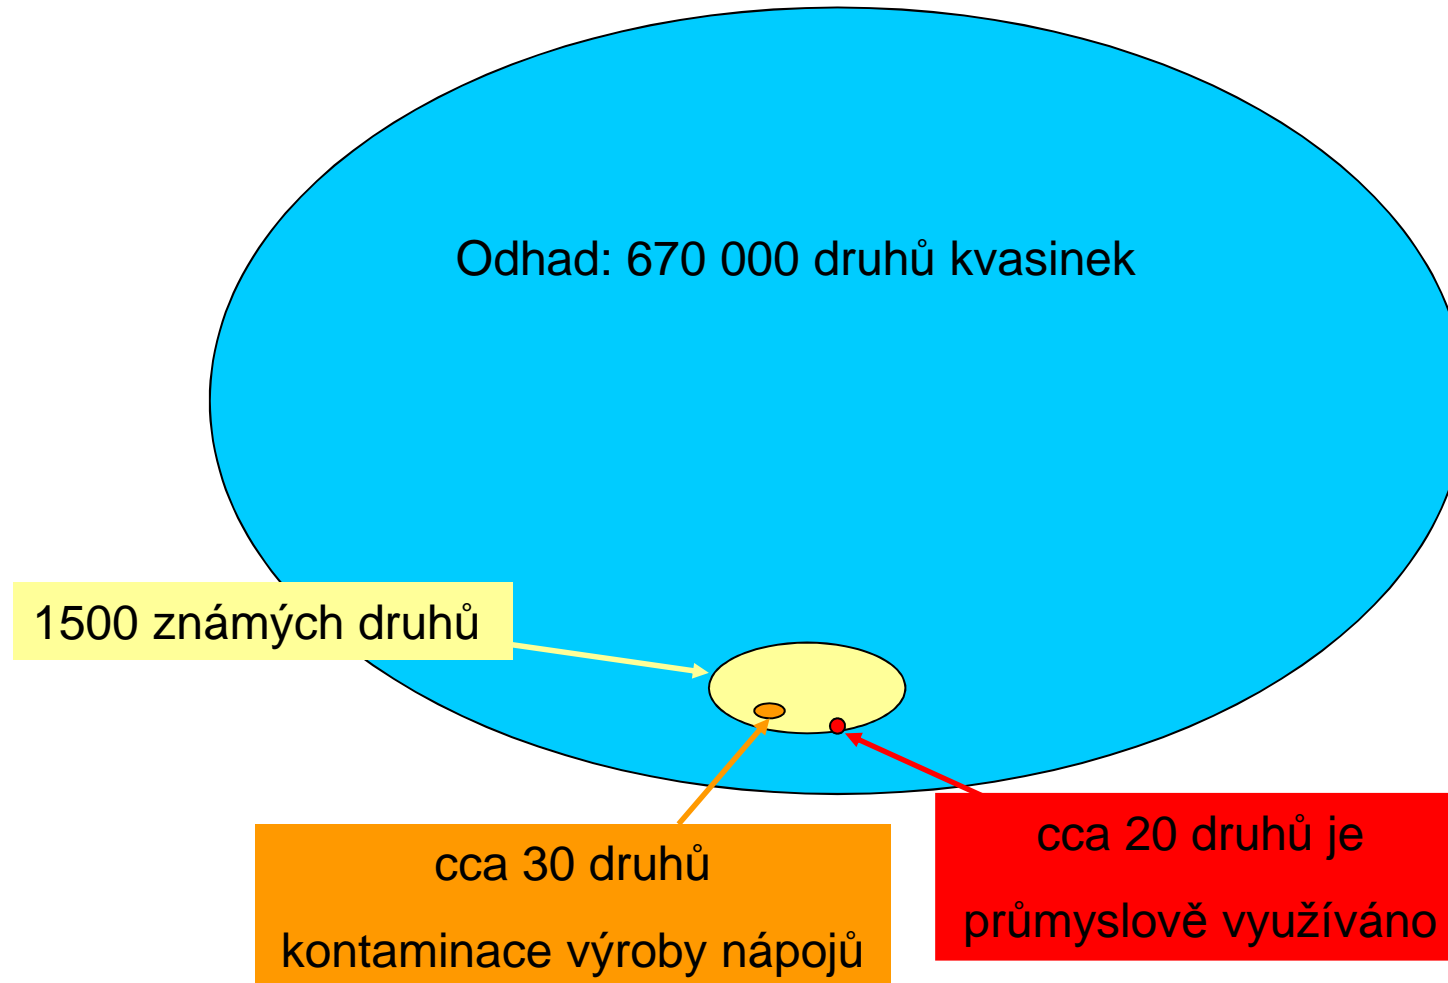 Odhad: 670 000 druhů kvasinek
1500 známých druhů
cca 30 druhů
kontaminace výroby nápojů
cca 20 druhů je
průmyslově využíváno